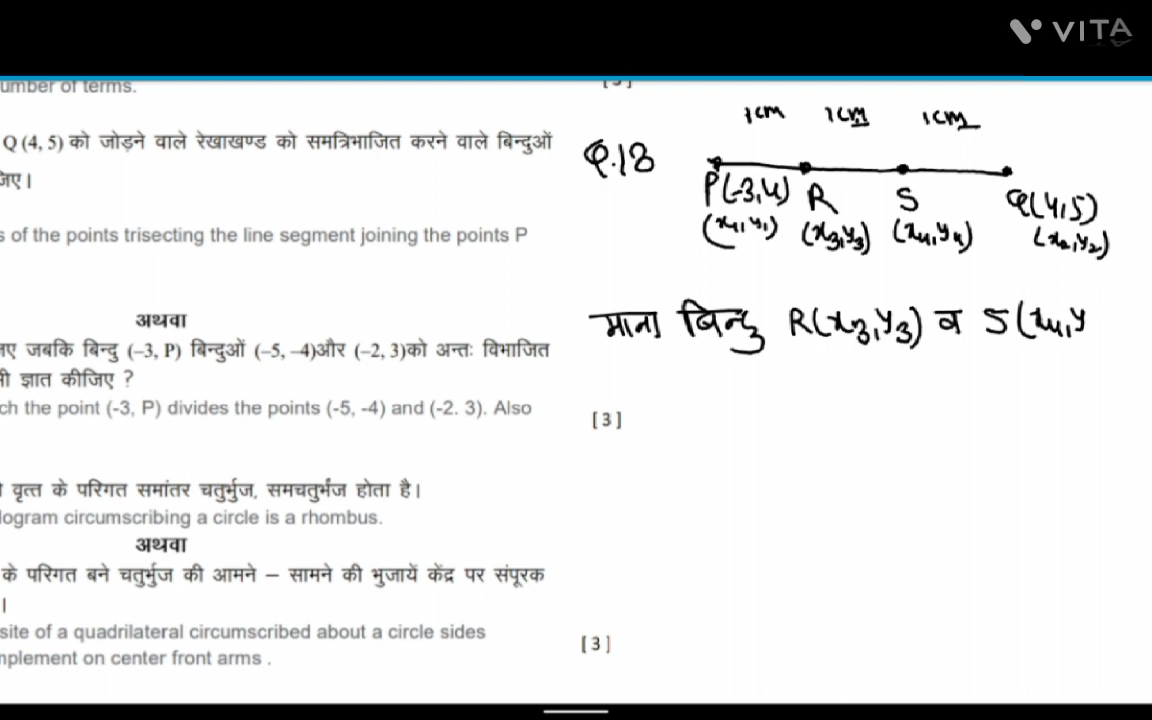 VITA
umber of terms.
[3]
Q (4, 5) को जोड़ने वाले रेखाखण्ड को समत्रिभाजित करने वाले बिन्दुओं
जिए।
s of the points trisecting the line segment joining the points P
अथवा
ए जबकि बिन्दु (–3, P) बिन्दुओं (–5, –4)और (–2, 3)को अन्तः विभाजित
ी ज्ञात कीजिए ?
ch the point (-3, P) divides the points (-5, -4) and (-2. 3). Also
[3]
वृत्त के परिगत समांतर चतुर्भुज, समचतुर्भंज होता है।
logram circumscribing a circle is a rhombus.
अथवा
के परिगत बने चतुर्भुज की आमने – सामने की भुजायें केंद्र पर संपूरक
।
site of a quadrilateral circumscribed about a circle sides
mplement on center front arms .
[3]
1cm 1cm 1cm
Q.18
P(-3,4) R S Q(4,5)
(x1,y1) (x3,y3) (x4,y4) (x2,y2)
माना बिन्दु R(x3,y3) व S(x4,y